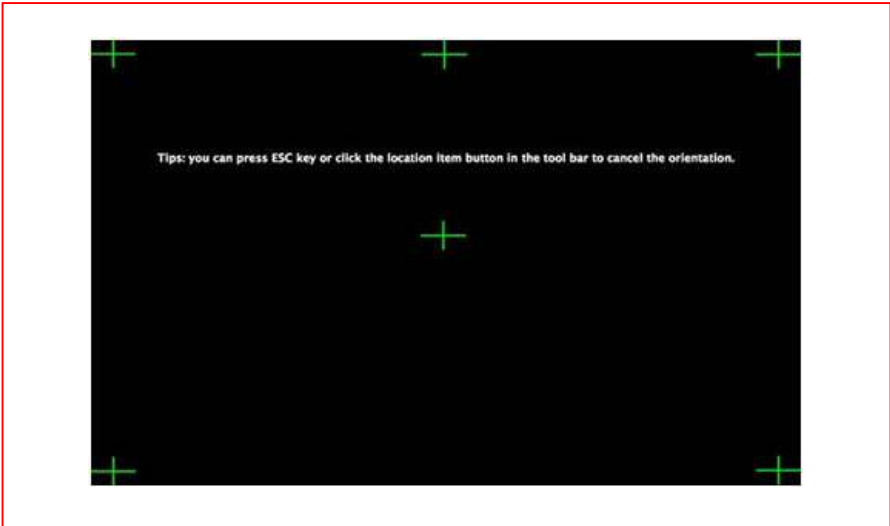 Tips: you can press ESC key or click the location item button in the tool bar to cancel the orientation.